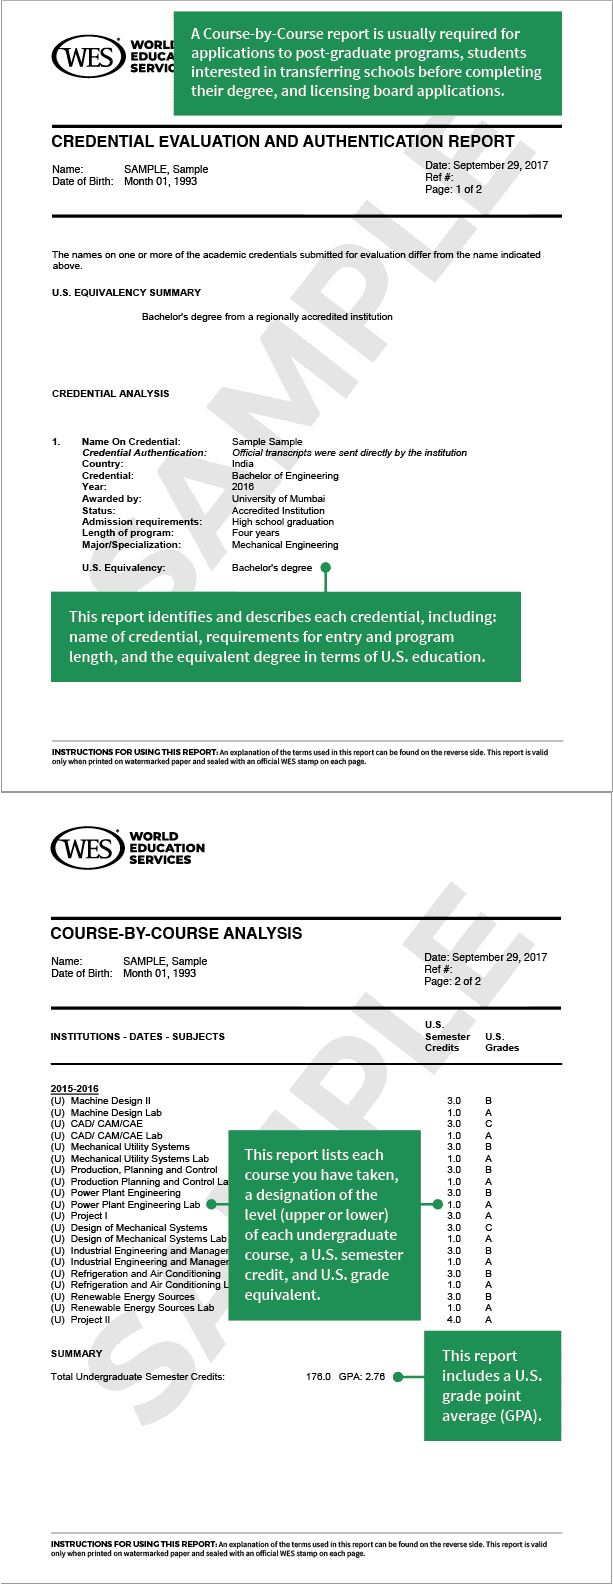 WES
WORLD
EDUCA
SERVIC
A Course-by-Course report is usually required for
applications to post-graduate programs, students
interested in transferring schools before completing
their degree, and licensing board applications.
CREDENTIAL EVALUATION AND AUTHENTICATION REPORT
Name: SAMPLE, Sample
Date of Birth: Month 01, 1993
Date: September 29, 2017
Ref #:
Page: 1 of 2
The names on one or more of the academic credentials submitted for evaluation differ from the name indicated
above.
U.S. EQUIVALENCY SUMMARY
Bachelor's degree from a regionally accredited institution
CREDENTIAL ANALYSIS
1. Name On Credential: Sample Sample
Credential Authentication: Official transcripts were sent directly by the institution
Country: India
Credential: Bachelor of Engineering
Year: 2016
Awarded by: University of Mumbai
Status: Accredited Institution
Admission requirements: High school graduation
Length of program: Four years
Major/Specialization: Mechanical Engineering
U.S. Equivalency: Bachelor's degree
This report identifies and describes each credential, including:
name of credential, requirements for entry and program
length, and the equivalent degree in terms of U.S. education.
SAMPLE
INSTRUCTIONS FOR USING THIS REPORT: An explanation of the terms used in this report can be found on the reverse side. This report is valid
only when printed on watermarked paper and sealed with an official WES stamp on each page.
WES
WORLD
EDUCATION
SERVICES
COURSE-BY-COURSE ANALYSIS
Name: SAMPLE, Sample
Date of Birth: Month 01, 1993
Date: September 29, 2017
Ref #:
Page: 2 of 2
INSTITUTIONS - DATES - SUBJECTS
U.S.
Semester
Credits
U.S.
Grades
2015-2016
(U) Machine Design II 3.0 B
(U) Machine Design Lab 1.0 A
(U) CAD/ CAM/CAE 3.0 C
(U) CAD/ CAM/CAE Lab 1.0 A
(U) Mechanical Utility Systems 3.0 B
(U) Mechanical Utility Systems Lab 1.0 A
(U) Production, Planning and Control 3.0 B
(U) Production Planning and Control La 1.0 A
(U) Power Plant Engineering 3.0 B
(U) Power Plant Engineering Lab 1.0 A
(U) Project I 3.0 A
(U) Design of Mechanical Systems 3.0 C
(U) Design of Mechanical Systems Lab 1.0 A
(U) Industrial Engineering and Manager 3.0 B
(U) Industrial Engineering and Manager 1.0 A
(U) Refrigeration and Air Conditioning 3.0 B
(U) Refrigeration and Air Conditioning L 1.0 A
(U) Renewable Energy Sources 3.0 B
(U) Renewable Energy Sources Lab 1.0 A
(U) Project II 4.0 A
This report lists each
course you have taken,
a designation of the
level (upper or lower)
of each undergraduate
course, a U.S. semester
credit, and U.S. grade
equivalent.
SUMMARY
Total Undergraduate Semester Credits: 176.0 GPA: 2.76
This report
includes a U.S.
grade point
average (GPA).
SAMPLE
INSTRUCTIONS FOR USING THIS REPORT: An explanation of the terms used in this report can be found on the reverse side. This report is valid
only when printed on watermarked paper and sealed with an official WES stamp on each page.